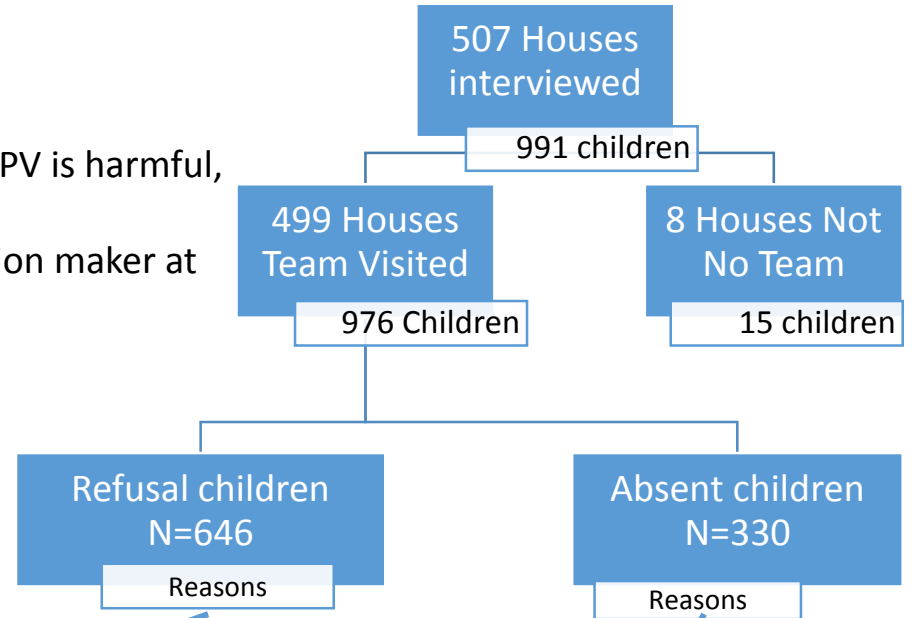 507 Houses
interviewed
991 children
PV is harmful,
ion maker at
499 Houses
Team Visited
976 Children
8 Houses Not
No Team
15 children
Refusal children
N=646
Reasons
Absent children
N=330
Reasons